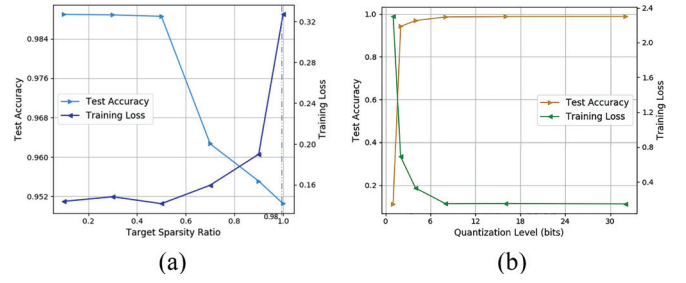 0.984
0.976
0.968
0.960
0.952
Test Accuracy
Test Accuracy
Training Loss
0.32
0.28
0.24
0.20
0.16
Training Loss
0.2 0.4 0.6 0.8 1.0
0.98
Target Sparsity Ratio
(a)
1.0
0.8
0.6
0.4
0.2
Test Accuracy
Test Accuracy
Training Loss
2.4
2.0
1.6
1.2
0.8
0.4
Training Loss
0 6 12 18 24 30
Quantization Level (bits)
(b)